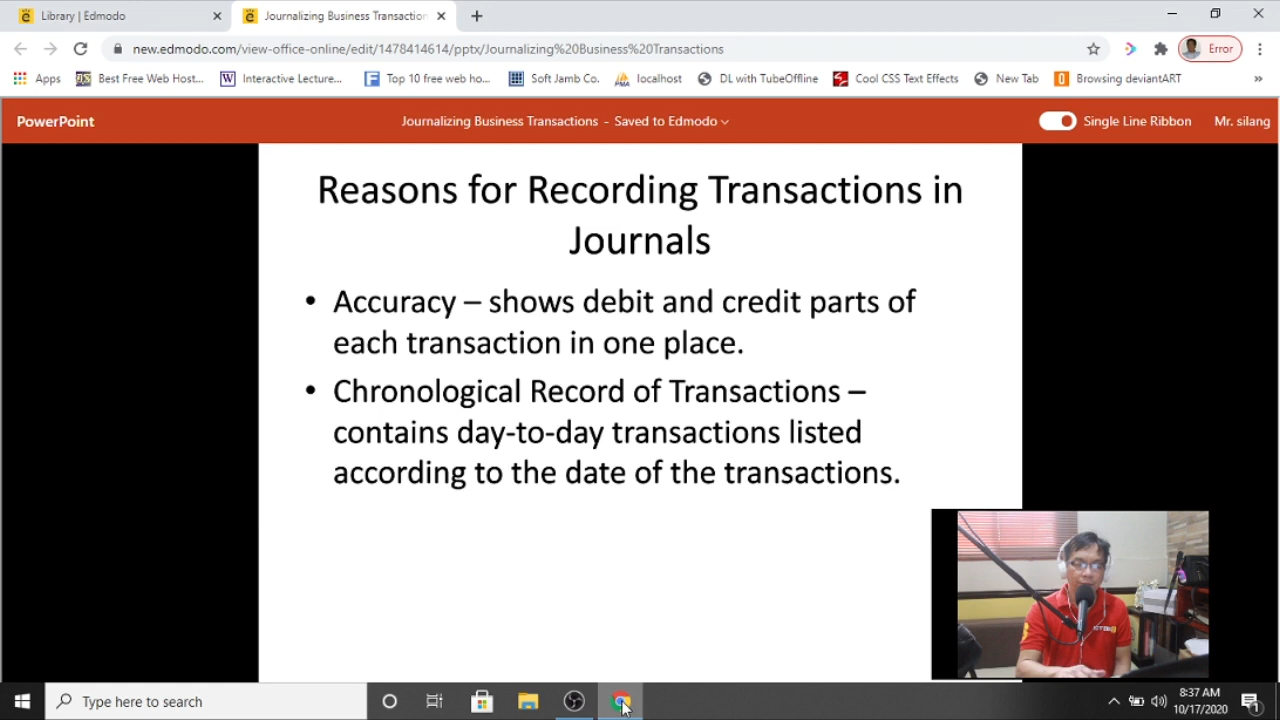 Library | Edmodo
Journalizing Business Transaction
new.edmodo.com/view-office-online/edit/1478414614/pptx/Journalizing%20Business%20Transactions
Error
Apps
Best Free Web Host...
Interactive Lecture...
Top 10 free web ho...
Soft Jamb Co.
localhost
DL with TubeOffline
Cool CSS Text Effects
New Tab
Browsing deviantART
»
PowerPoint
Journalizing Business Transactions - Saved to Edmodo
Single Line Ribbon
Mr. silang
Reasons for Recording Transactions in
Journals
• Accuracy – shows debit and credit parts of
each transaction in one place.
• Chronological Record of Transactions –
contains day-to-day transactions listed
according to the date of the transactions.
Type here to search
8:37 AM
10/17/2020
1